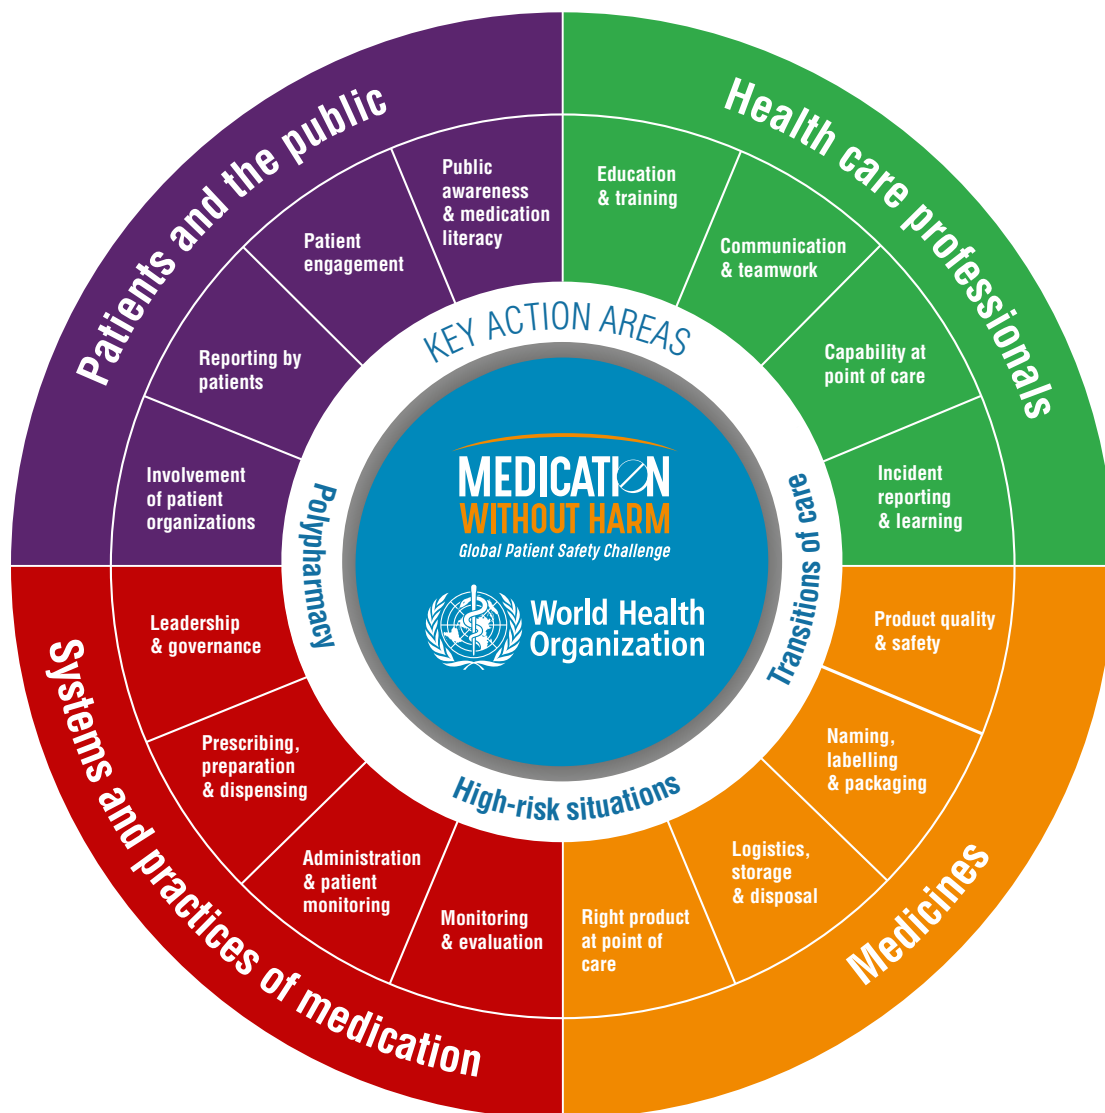 Patients and the public
Public
awareness
& medication
literacy
Patient
engagement
Reporting by
patients
Involvement
of patient
organizations
Health care professionals
Education
& training
Communication
& teamwork
Capability at
point of care
Incident
reporting
& learning
Medicines
Product quality
& safety
Naming,
labelling
& packaging
Logistics,
storage
& disposal
Right product
at point of
care
Systems and practices of medication
Leadership
& governance
Prescribing,
preparation
& dispensing
Administration
& patient
monitoring
Monitoring
& evaluation
KEY ACTION AREAS
Polypharmacy
Transitions of care
High-risk situations
MEDICATION
WITHOUT HARM
Global Patient Safety Challenge
World Health
Organization